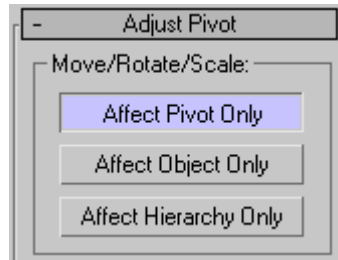 - Adjust Pivot
Move/Rotate/Scale:
Affect Pivot Only
Affect Object Only
Affect Hierarchy Only